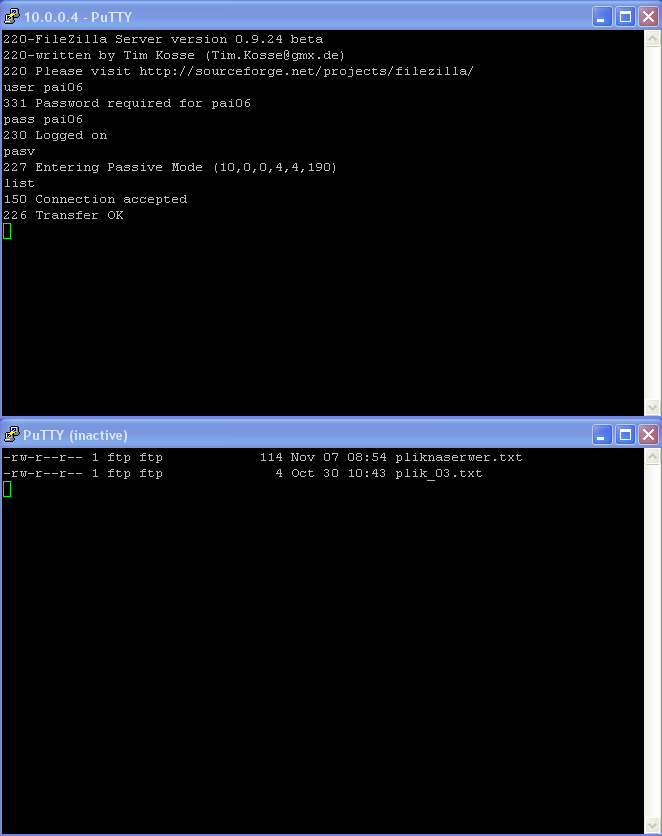 10.0.0.4 - PuTTY
220-FileZilla Server version 0.9.24 beta
220-written by Tim Kosse (Tim.Kosse@gmx.de)
220 Please visit http://sourceforge.net/projects/filezilla/
user pai06
331 Password required for pai06
pass pai06
230 Logged on
pasv
227 Entering Passive Mode (10,0,0,4,4,190)
list
150 Connection accepted
226 Transfer OK
PuTTY (inactive)
-rw-r--r-- 1 ftp ftp            114 Nov 07 08:54 pliknaserwer.txt
-rw-r--r-- 1 ftp ftp              4 Oct 30 10:43 plik_03.txt